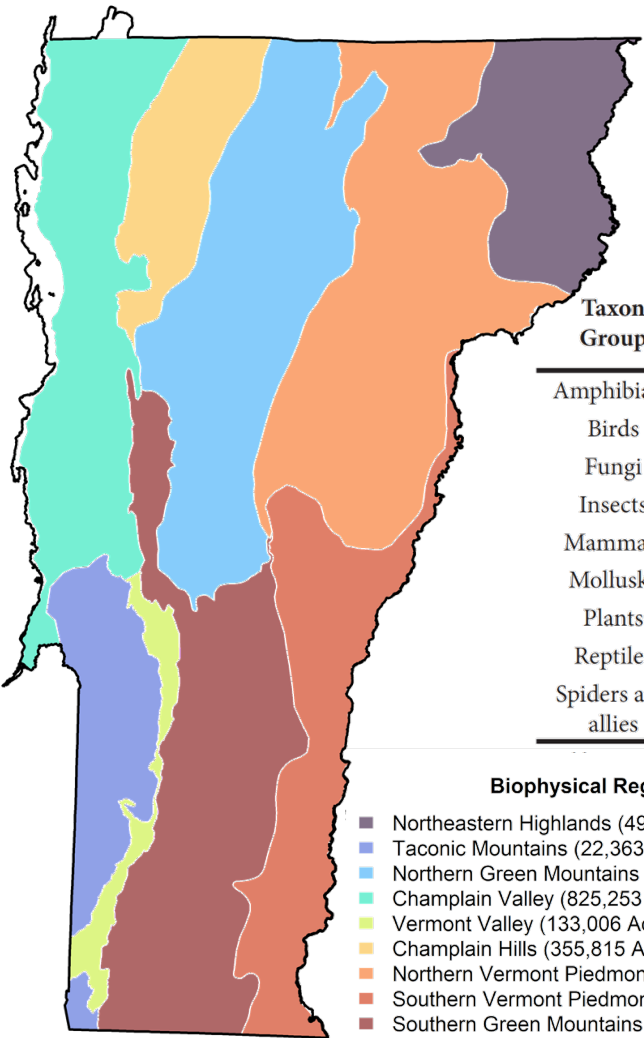 Taxon
Group
Amphibia
Birds
Fungi
Insects
Mamma
Mollusk
Plants
Reptile
Spiders a
allies
Biophysical Reg
Northeastern Highlands (49
Taconic Mountains (22,363
Northern Green Mountains
Champlain Valley (825,253
Vermont Valley (133,006 Ac
Champlain Hills (355,815 A
Northern Vermont Piedmon
Southern Vermont Piedmon
Southern Green Mountains